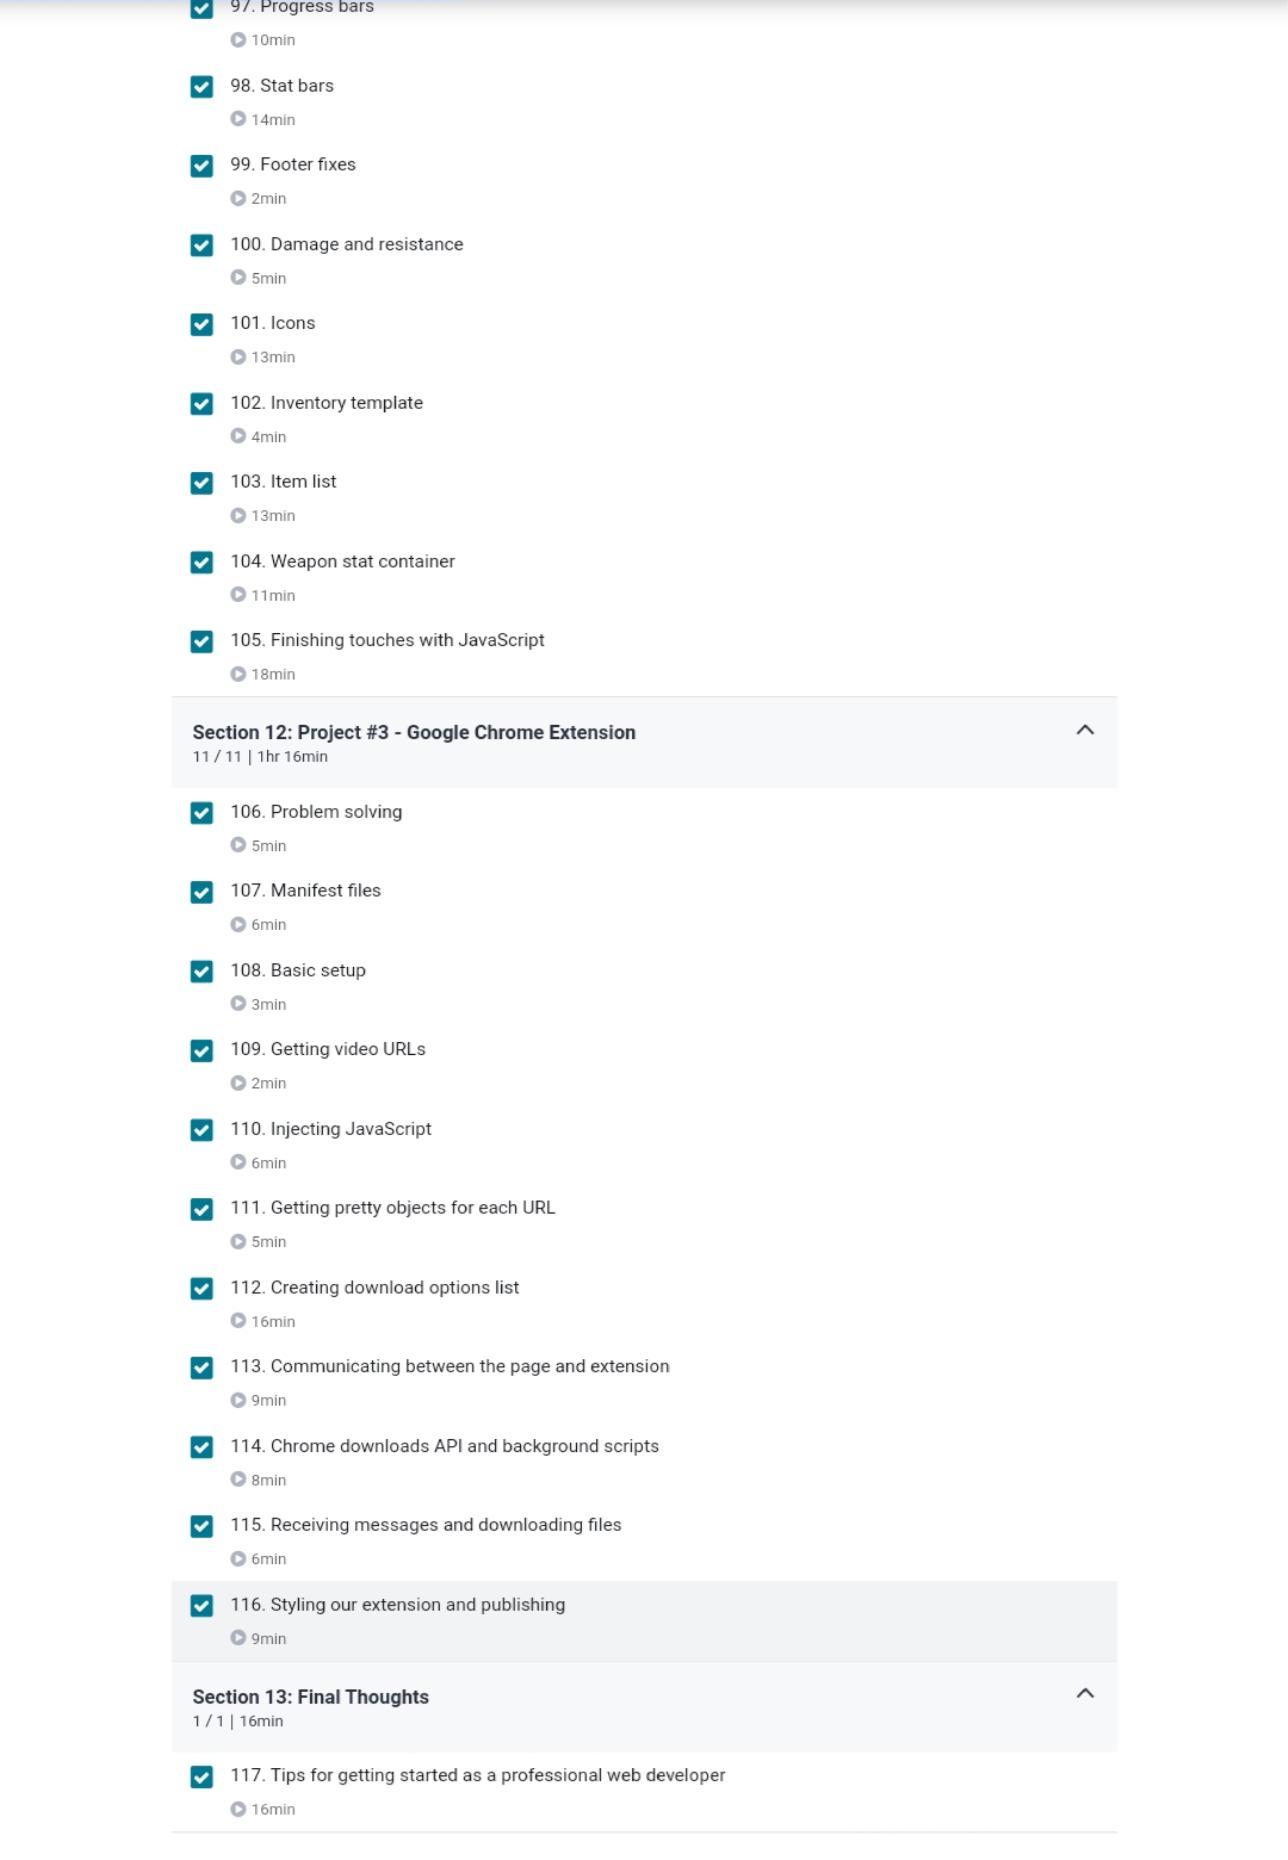 97. Progress bars
10min
98. Stat bars
14min
99. Footer fixes
2min
100. Damage and resistance
5min
101. Icons
13min
102. Inventory template
4min
103. Item list
13min
104. Weapon stat container
11min
105. Finishing touches with JavaScript
18min
Section 12: Project #3 - Google Chrome Extension
11 / 11 | 1hr 16min
106. Problem solving
5min
107. Manifest files
6min
108. Basic setup
3min
109. Getting video URLs
2min
110. Injecting JavaScript
6min
111. Getting pretty objects for each URL
5min
112. Creating download options list
16min
113. Communicating between the page and extension
9min
114. Chrome downloads API and background scripts
8min
115. Receiving messages and downloading files
6min
116. Styling our extension and publishing
9min
Section 13: Final Thoughts
1 / 1 | 16min
117. Tips for getting started as a professional web developer
16min